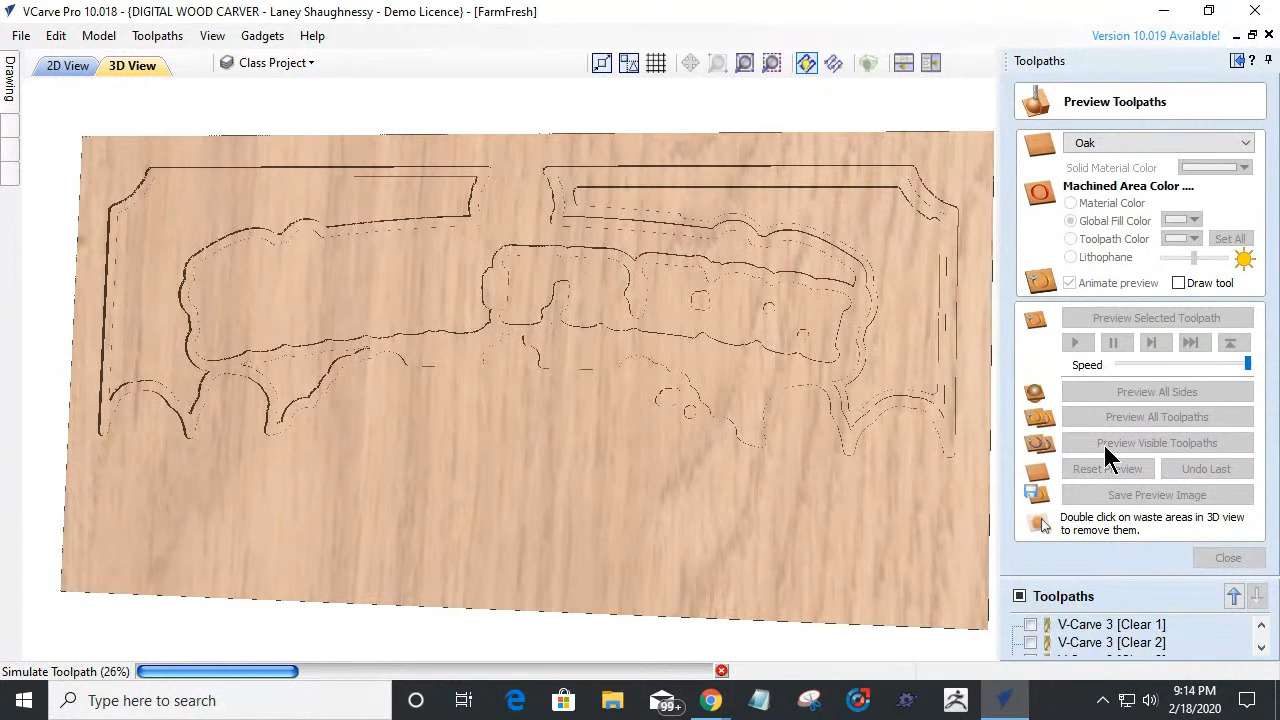 VCarve Pro 10.018 - {DIGITAL WOOD CARVER - Laney Shaughnessy - Demo Licence} - [FarmFresh]
File Edit Model Toolpaths View Gadgets Help
Version 10.019 Available!
2D View 3D View Class Project
Drawing
Toolpaths
Preview Toolpaths
Oak
Solid Material Color
Machined Area Color ....
Material Color
Global Fill Color
Toolpath Color Set All
Lithophane
Animate preview Draw tool
Preview Selected Toolpath
Speed
Preview All Sides
Preview All Toolpaths
Preview Visible Toolpaths
Reset Preview Undo Last
Save Preview Image
Double click on waste areas in 3D view
to remove them.
Close
Toolpaths
V-Carve 3 [Clear 1]
V-Carve 3 [Clear 2]
Simulate Toolpath (26%)
Type here to search
99+
9:14 PM
2/18/2020